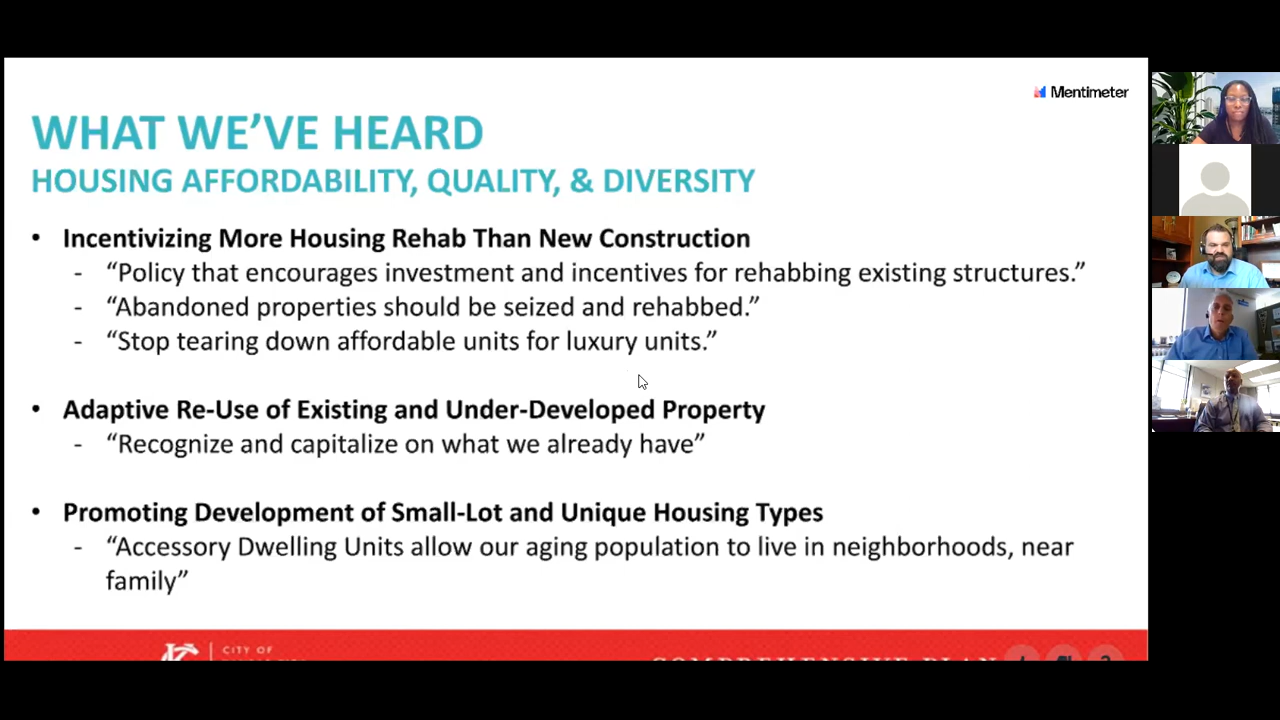 Mentimeter
WHAT WE'VE HEARD
HOUSING AFFORDABILITY, QUALITY, & DIVERSITY
• Incentivizing More Housing Rehab Than New Construction
- “Policy that encourages investment and incentives for rehabbing existing structures.”
- “Abandoned properties should be seized and rehabbed.”
- “Stop tearing down affordable units for luxury units.”
• Adaptive Re-Use of Existing and Under-Developed Property
- “Recognize and capitalize on what we already have”
• Promoting Development of Small-Lot and Unique Housing Types
- “Accessory Dwelling Units allow our aging population to live in neighborhoods, near
family”
CITY OF
COMPREHENSIVE PLAN